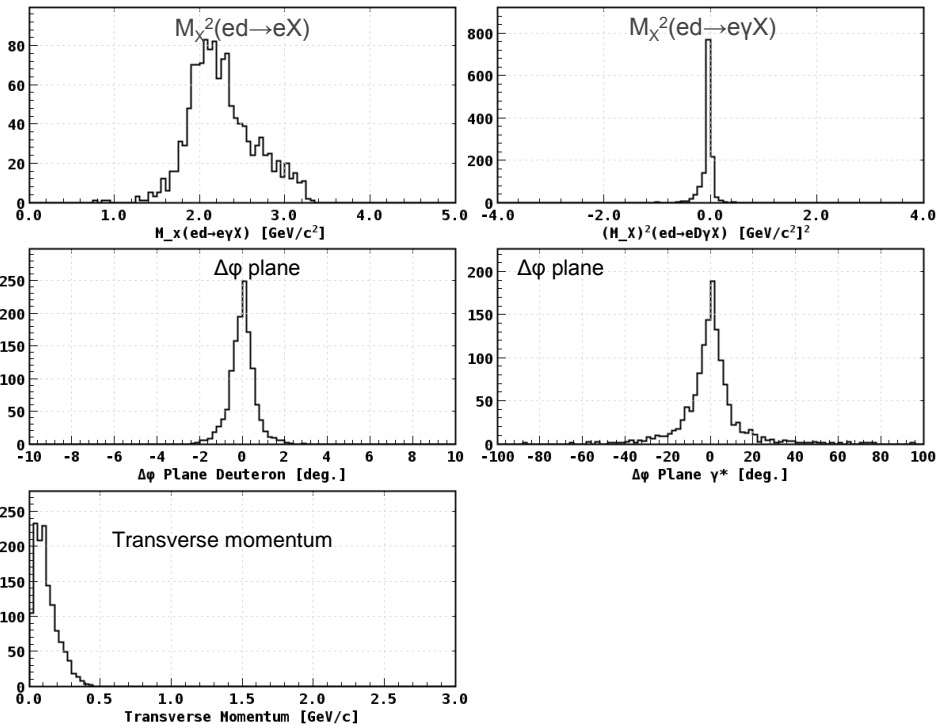 M_X²(ed→eX)
80
60
40
20
0
0.0 1.0 2.0 3.0 4.0 5.0
M_x(ed→eγX) [GeV/c²]
M_X²(ed→eγX)
800
600
400
200
0
-4.0 -2.0 0.0 2.0 4.0
(M_X)²(ed→eDγX) [GeV/c²]²
Δφ plane
250
200
150
100
50
0
-10 -8 -6 -4 -2 0 2 4 6 8 10
Δφ Plane Deuteron [deg.]
Δφ plane
200
150
100
50
0
-100 -80 -60 -40 -20 0 20 40 60 80 100
Δφ Plane γ* [deg.]
Transverse momentum
250
200
150
100
50
0
0.0 0.5 1.0 1.5 2.0 2.5 3.0
Transverse Momentum [GeV/c]